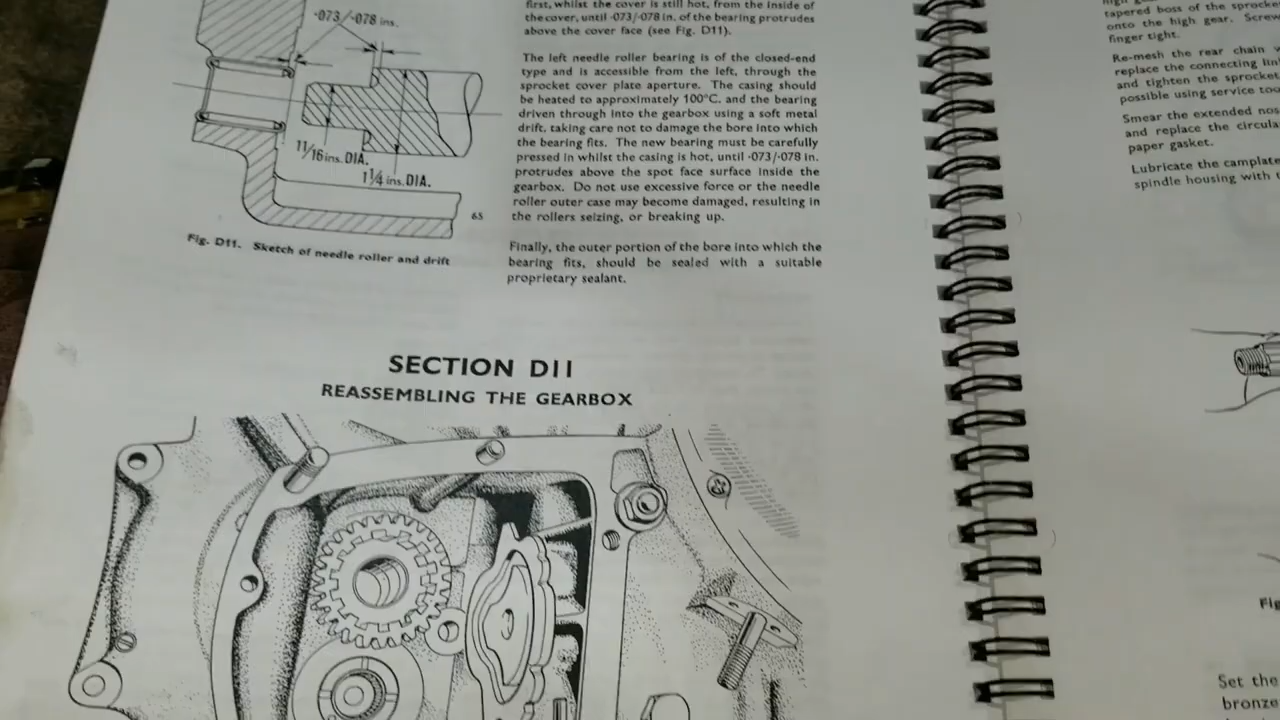 ·073/·078 ins.
11/16 ins. DIA.
1 1/4 ins. DIA.
65
Fig. D11. Sketch of needle roller and drift
first, whilst the cover is still hot, from the inside of
the cover, until ·073/·078 in. of the bearing protrudes
above the cover face (see Fig. D11).
The left needle roller bearing is of the closed-end
type and is accessible from the left, through the
sprocket cover plate aperture. The casing should
be heated to approximately 100°C. and the bearing
driven through into the gearbox using a soft metal
drift, taking care not to damage the bore into which
the bearing fits. The new bearing must be carefully
pressed in whilst the casing is hot, until ·073/·078 in.
protrudes above the spot face surface inside the
gearbox. Do not use excessive force or the needle
roller outer case may become damaged, resulting in
the rollers seizing, or breaking up.
Finally, the outer portion of the bore into which the
bearing fits, should be sealed with a suitable
proprietary sealant.
SECTION D11
REASSEMBLING THE GEARBOX
tapered boss of the
onto the high gear.
finger tight.
Re-mesh the rear chain
replace the connecting
and tighten the
possible using service
Smear the extended
and replace the
paper gasket.
Lubricate the camplate
spindle housing with
Set the
bronze